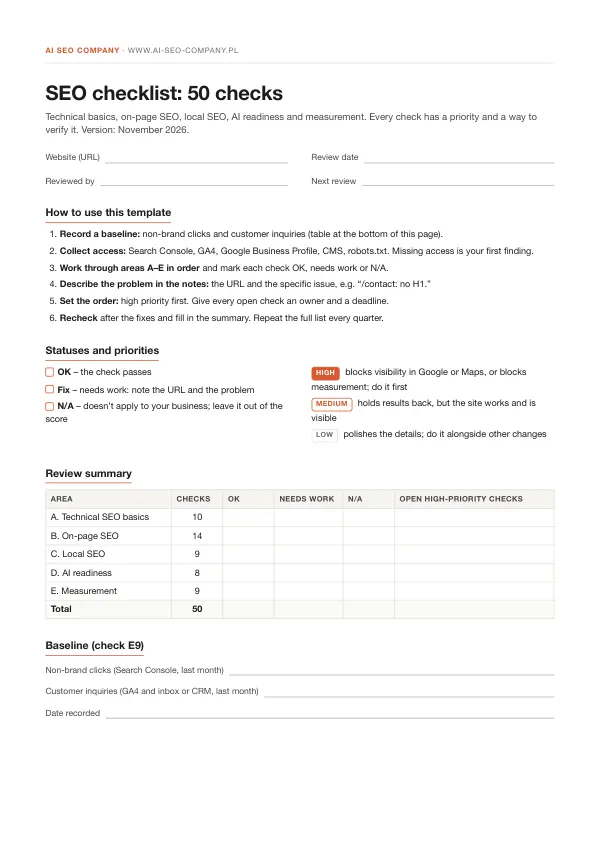 AI SEO COMPANY · WWW.AI-SEO-COMPANY.PL
SEO checklist: 50 checks
Technical basics, on-page SEO, local SEO, AI readiness and measurement. Every check has a priority and a way to
verify it. Version: November 2026.
Website (URL)
Review date
Reviewed by
Next review
How to use this template
1. Record a baseline: non-brand clicks and customer inquiries (table at the bottom of this page).
2. Collect access: Search Console, GA4, Google Business Profile, CMS, robots.txt. Missing access is your first finding.
3. Work through areas A–E in order and mark each check OK, needs work or N/A.
4. Describe the problem in the notes: the URL and the specific issue, e.g. “/contact: no H1.”
5. Set the order: high priority first. Give every open check an owner and a deadline.
6. Recheck after the fixes and fill in the summary. Repeat the full list every quarter.
Statuses and priorities
OK – the check passes
Fix – needs work: note the URL and the problem
N/A – doesn’t apply to your business; leave it out of the
score
HIGH blocks visibility in Google or Maps, or blocks
measurement; do it first
MEDIUM holds results back, but the site works and is
visible
LOW polishes the details; do it alongside other changes
Review summary
AREA CHECKS OK NEEDS WORK N/A OPEN HIGH-PRIORITY CHECKS
A. Technical SEO basics 10
B. On-page SEO 14
C. Local SEO 9
D. AI readiness 8
E. Measurement 9
Total 50
Baseline (check E9)
Non-brand clicks (Search Console, last month)
Customer inquiries (GA4 and inbox or CRM, last month)
Date recorded